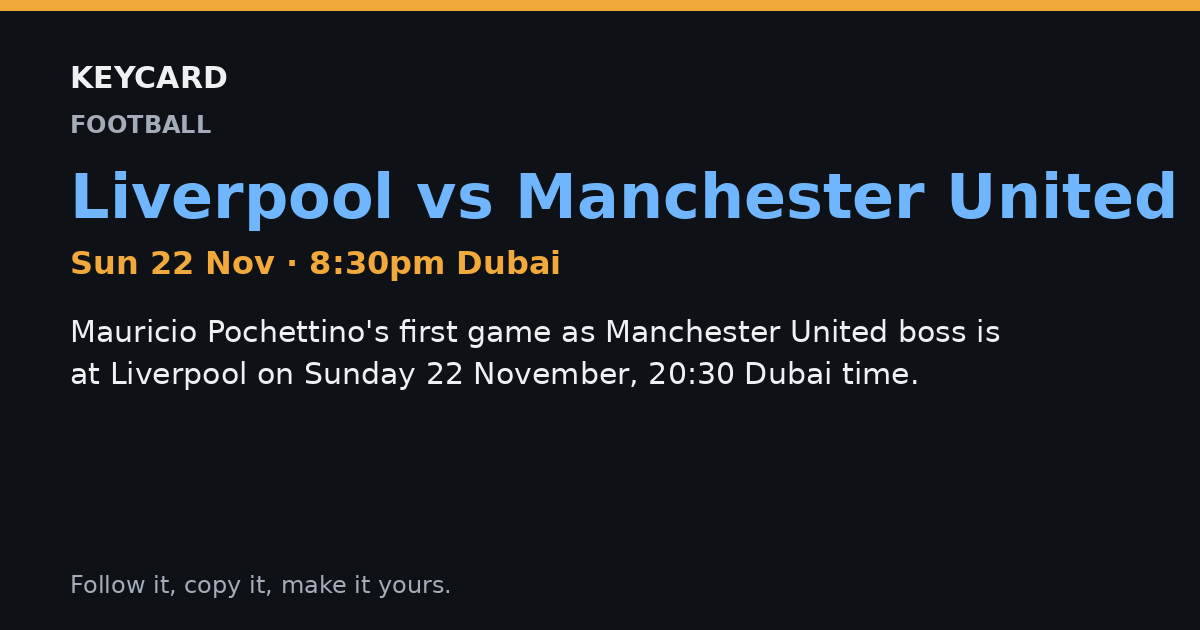 KEYCARD
FOOTBALL
Liverpool vs Manchester United
Sun 22 Nov · 8:30pm Dubai
Mauricio Pochettino's first game as Manchester United boss is
at Liverpool on Sunday 22 November, 20:30 Dubai time.
Follow it, copy it, make it yours.